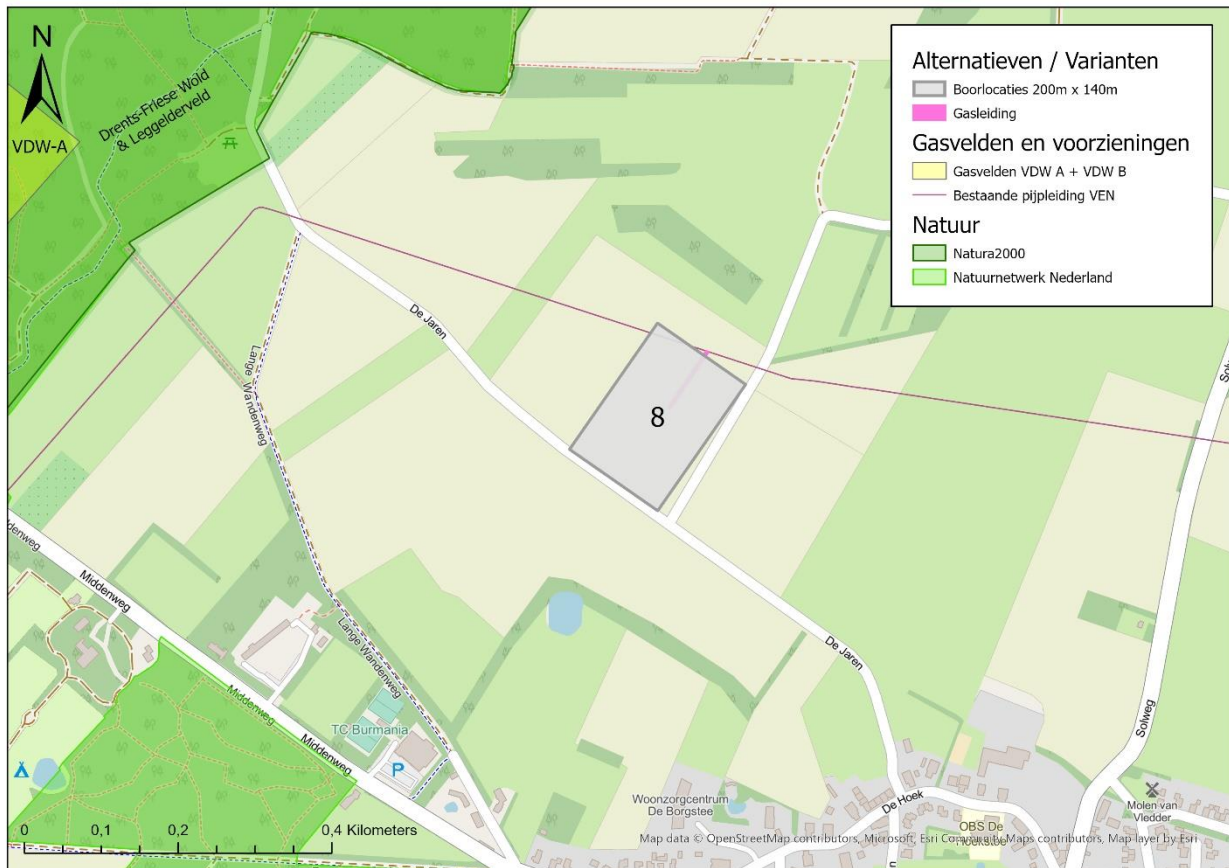 N
VDW-A
Drents-Friese Wold
& Leggelderveld
Alternatieven / Varianten
Boorlocaties 200m x 140m
Gasleiding
Gasvelden en voorzieningen
Gasvelden VDW A + VDW B
Bestaande pijpleiding VEN
Natuur
Natura2000
Natuurnetwerk Nederland
De Jaren
Lange Wandenweg
8
Middenweg
Lange Wandenweg
Middenweg
TC Burmania
Middenweg
P
De Jaren
Solweg
Woonzorgcentrum
De Borgstee
De Hoek
OBS De
Molen van
Vledder
0 0,1 0,2 0,4 Kilometers
Map data © OpenStreetMap contributors, Microsoft, Esri Community Maps contributors, Map layer by Esri